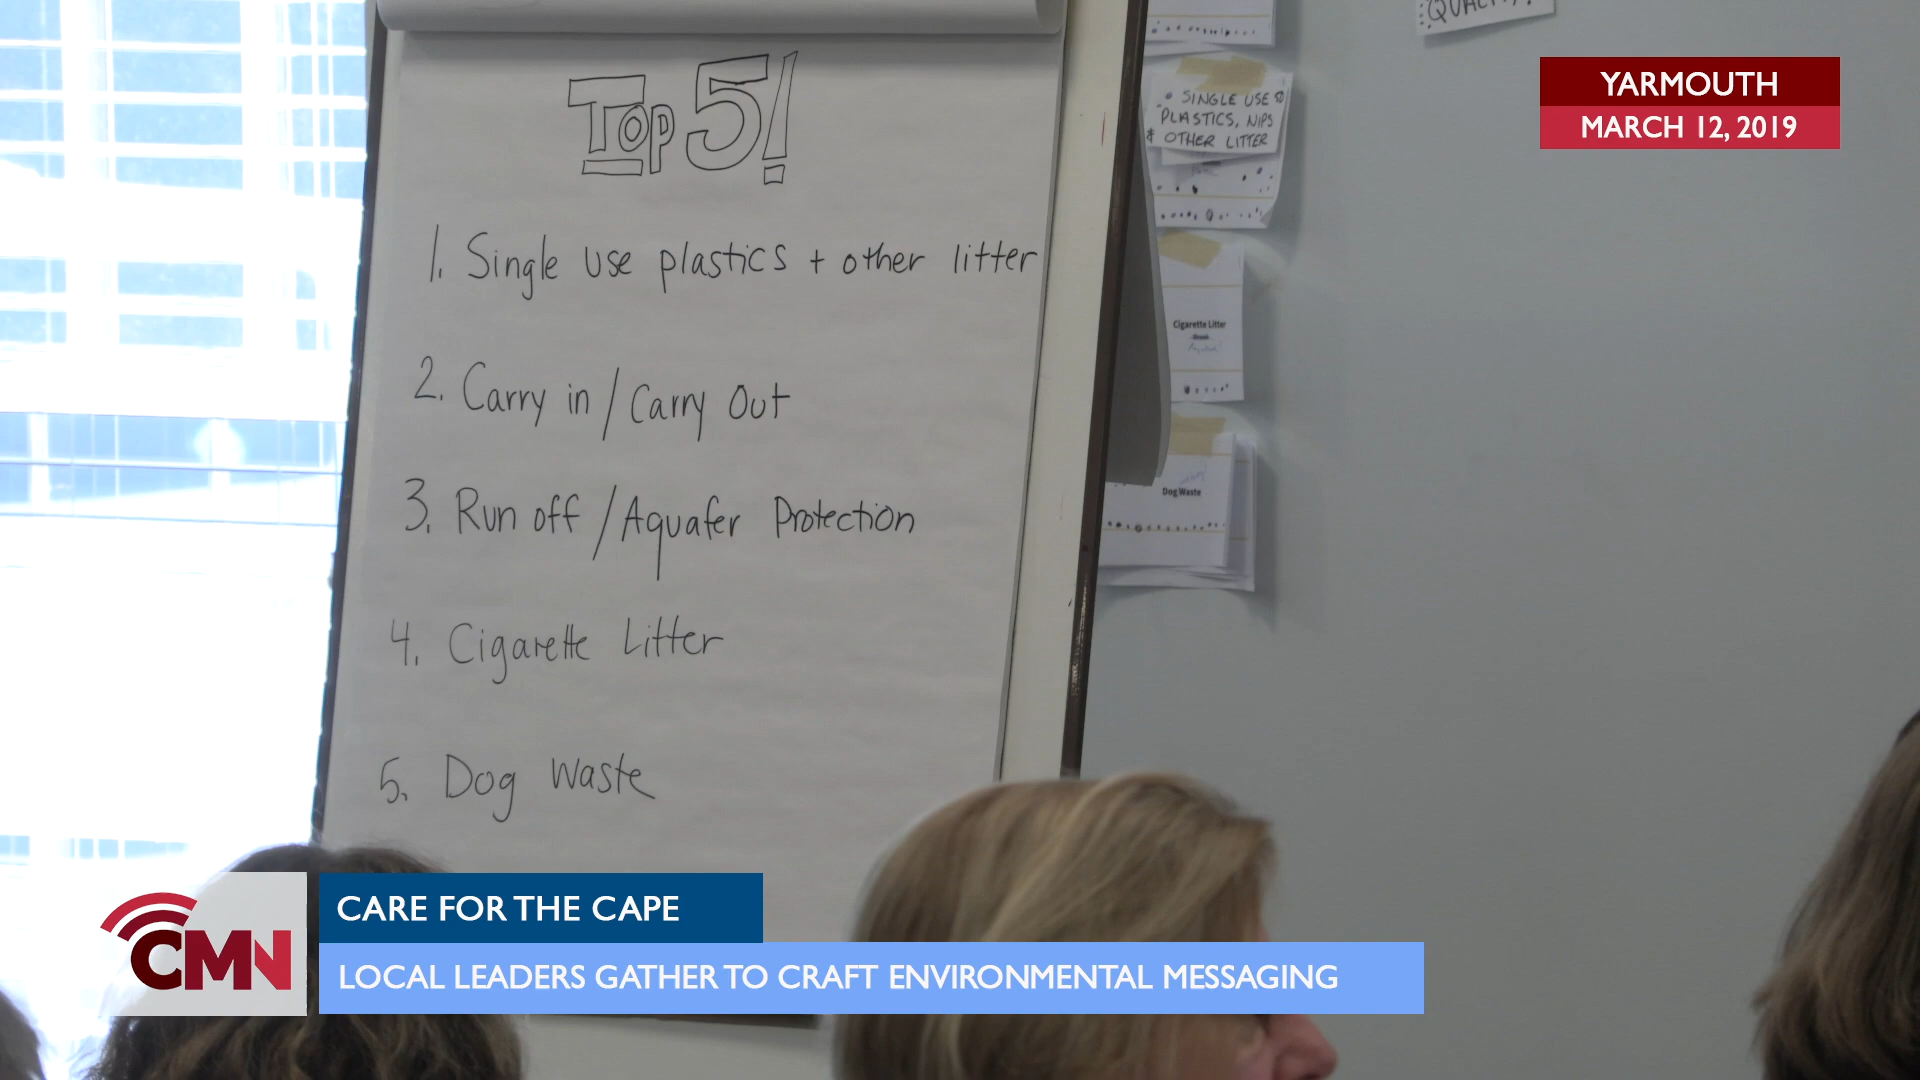 Top 5!
1. Single use plastics + other litter
2. Carry in / Carry Out
3. Run off / Aquafer Protection
4. Cigarette Litter
5. Dog Waste
SINGLE USE
PLASTICS, NIPS
& OTHER LITTER
Cigarette Litter
Dog Waste
YARMOUTH
MARCH 12, 2019
CMN
CARE FOR THE CAPE
LOCAL LEADERS GATHER TO CRAFT ENVIRONMENTAL MESSAGING